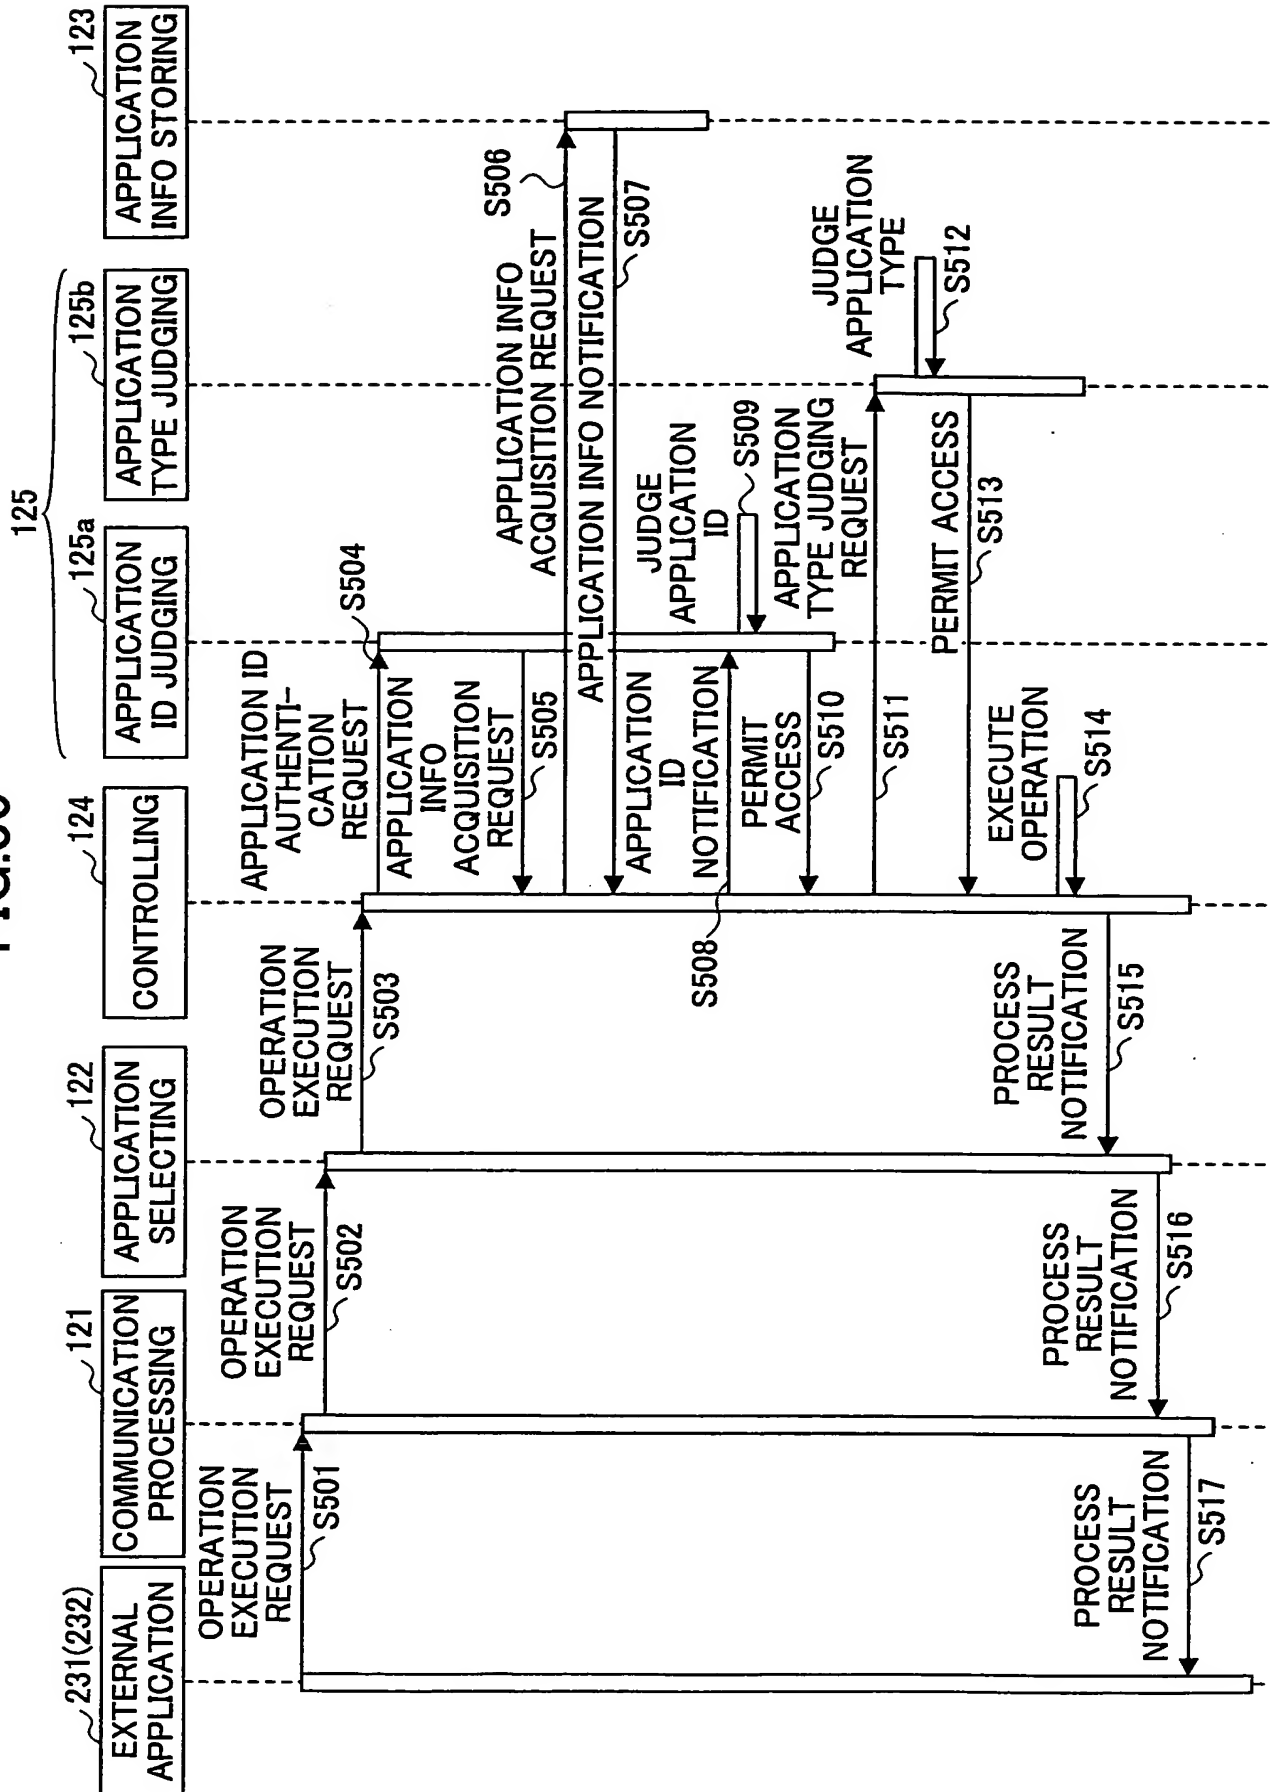 231(232)
EXTERNAL
APPLICATION
121
COMMUNICATION
PROCESSING
122
APPLICATION
SELECTING
124
CONTROLLING
125
125a
APPLICATION
ID JUDGING
125b
APPLICATION
TYPE JUDGING
123
APPLICATION
INFO STORING
OPERATION
EXECUTION
REQUEST
S501
OPERATION
EXECUTION
REQUEST
S502
OPERATION
EXECUTION
REQUEST
S503
APPLICATION ID
AUTHENTI-
CATION
REQUEST
S504
APPLICATION
INFO
ACQUISITION
REQUEST
S505
APPLICATION INFO
ACQUISITION REQUEST
S506
APPLICATION INFO NOTIFICATION
S507
APPLICATION
ID
NOTIFICATION
S508
JUDGE
APPLICATION
ID
S509
PERMIT
ACCESS
S510
APPLICATION
TYPE JUDGING
REQUEST
S511
JUDGE
APPLICATION
TYPE
S512
PERMIT ACCESS
S513
EXECUTE
OPERATION
S514
PROCESS
RESULT
NOTIFICATION
S515
PROCESS
RESULT
NOTIFICATION
S516
PROCESS
RESULT
NOTIFICATION
S517